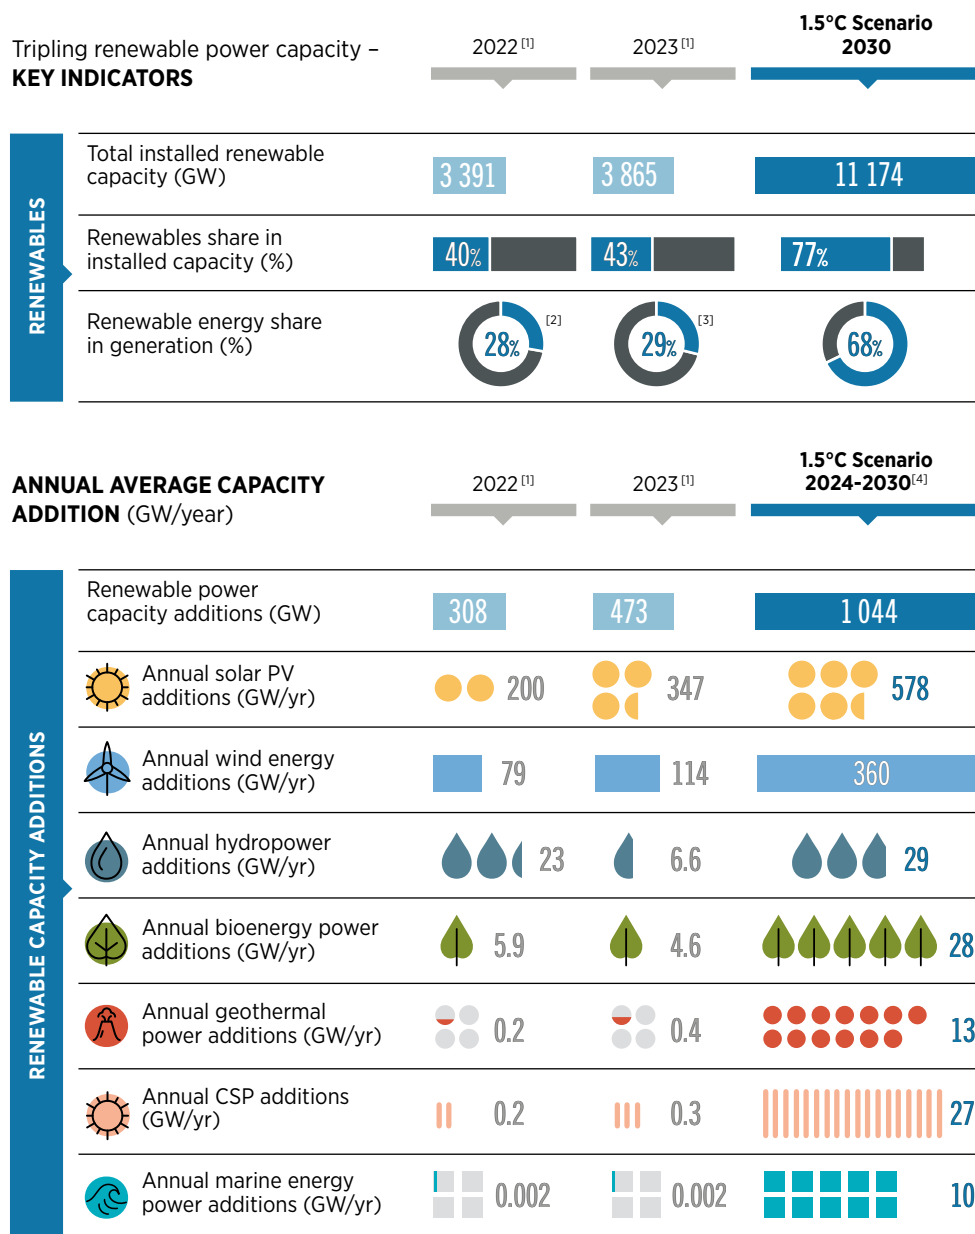 Tripling renewable power capacity –
KEY INDICATORS
2022 [1]
2023 [1]
1.5°C Scenario
2030
RENEWABLES
Total installed renewable
capacity (GW)
3 391
3 865
11 174
Renewables share in
installed capacity (%)
40%
43%
77%
Renewable energy share
in generation (%)
28%
[2]
29%
[3]
68%
ANNUAL AVERAGE CAPACITY
ADDITION (GW/year)
2022 [1]
2023 [1]
1.5°C Scenario
2024-2030[4]
RENEWABLE CAPACITY ADDITIONS
Renewable power
capacity additions (GW)
308
473
1 044
Annual solar PV
additions (GW/yr)
200
347
578
Annual wind energy
additions (GW/yr)
79
114
360
Annual hydropower
additions (GW/yr)
23
6.6
29
Annual bioenergy power
additions (GW/yr)
5.9
4.6
28
Annual geothermal
power additions (GW/yr)
0.2
0.4
13
Annual CSP additions
(GW/yr)
0.2
0.3
27
Annual marine energy
power additions (GW/yr)
0.002
0.002
10